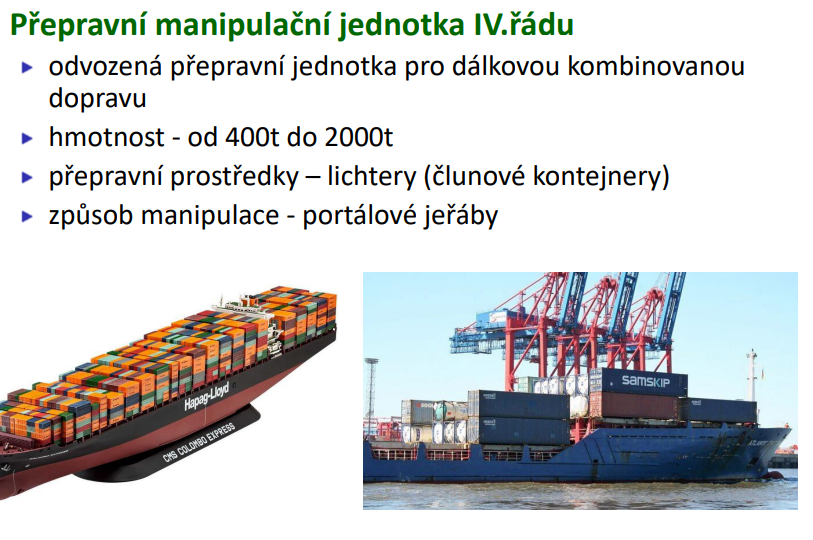 Přepravní manipulační jednotka IV.řádu
odvozená přepravní jednotka pro dálkovou kombinovanou
dopravu
hmotnost - od 400t do 2000t
přepravní prostředky – lichtery (člunové kontejnery)
způsob manipulace - portálové jeřáby
Hapag-Lloyd
CMS COLOMBO EXPRESS
SAMSKIP